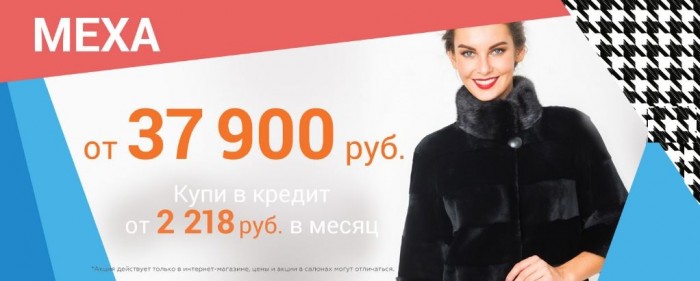 МЕХА
от 37 900 руб.
Купи в кредит
от 2 218 руб. в месяц
*Акция действует только в интернет-магазине, цены и акции в салонах могут отличаться.